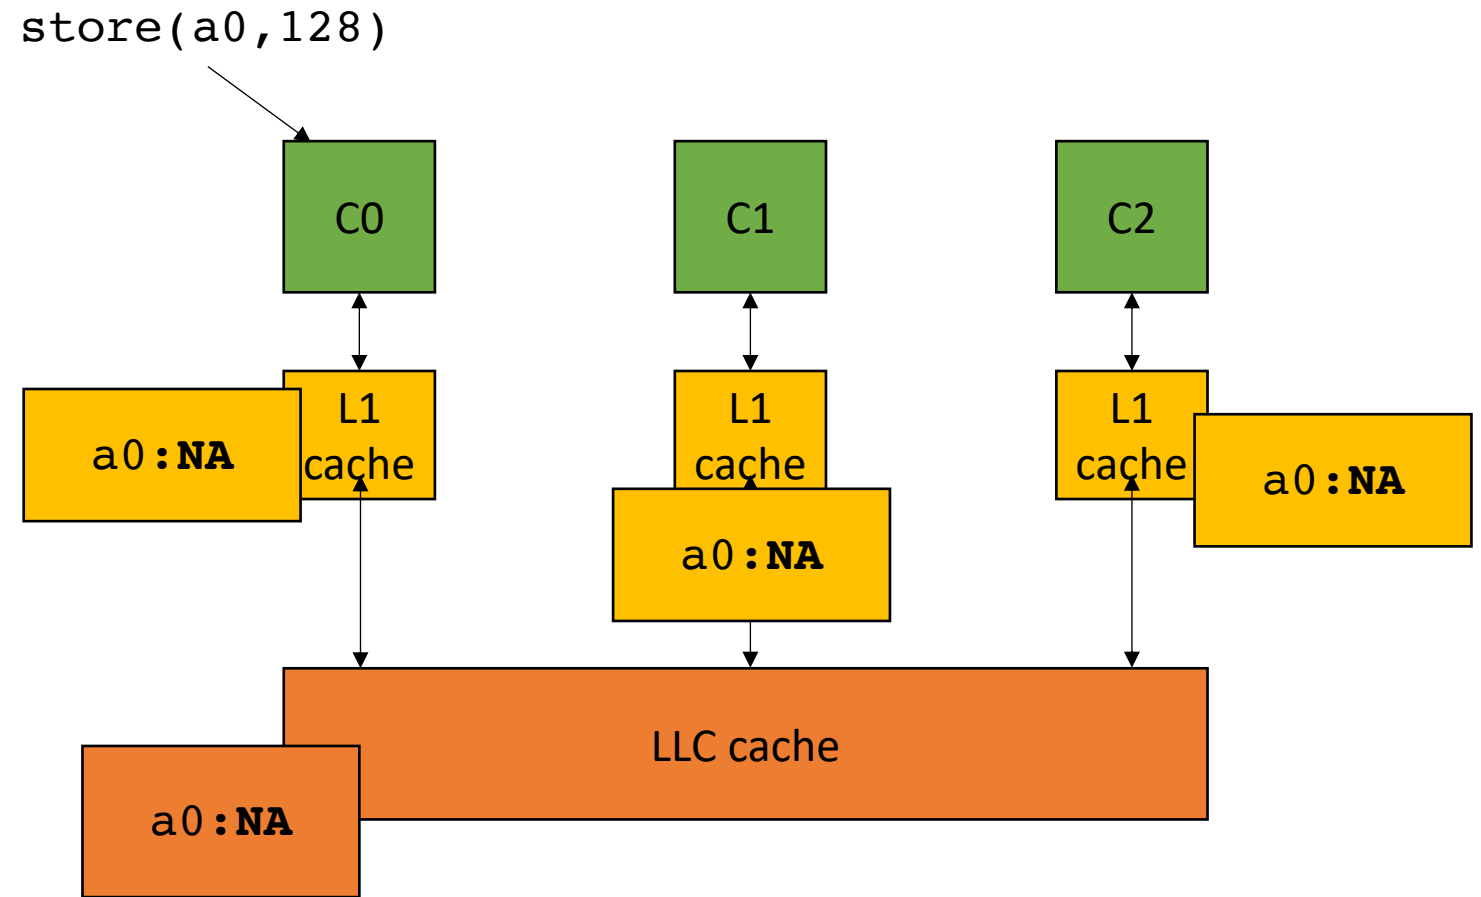 store(a0,128)
C0
C1
C2
L1
cache
L1
cache
L1
cache
a0:NA
a0:NA
a0:NA
LLC cache
a0:NA